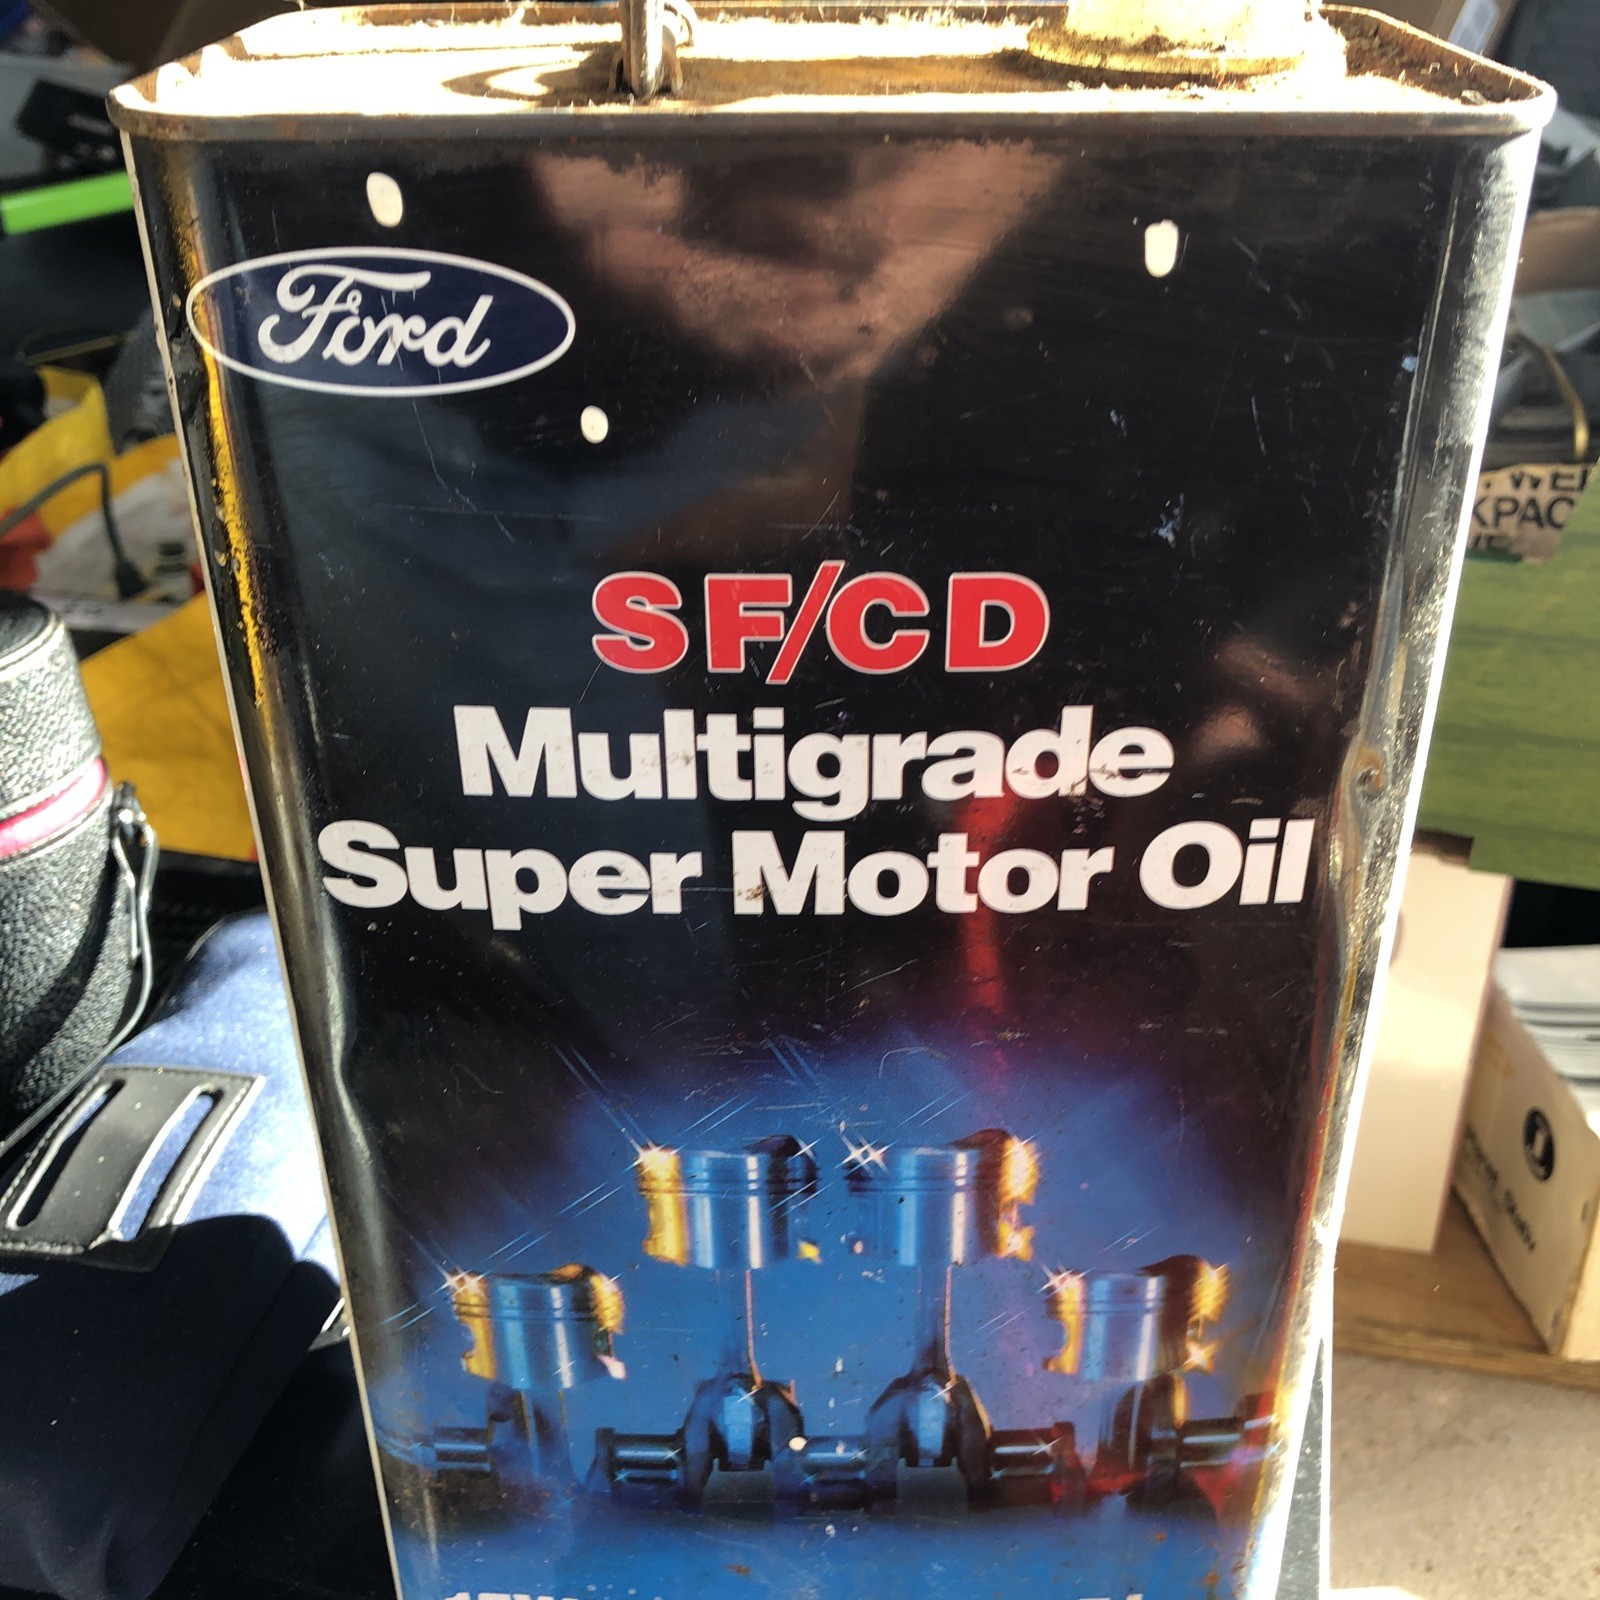 Ford
SF/CD
Multigrade
Super Motor Oil